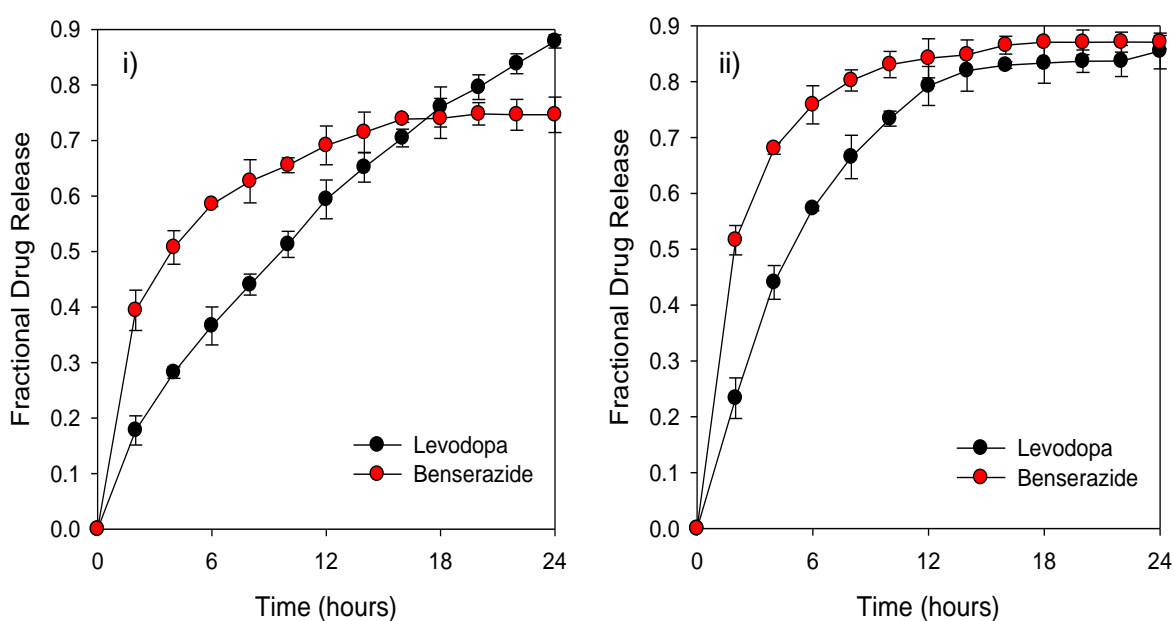 i)
0.9
0.8
0.7
0.6
0.5
0.4
0.3
0.2
0.1
0.0
Fractional Drug Release
Levodopa
Benserazide
0 6 12 18 24
Time (hours)
ii)
0.9
0.8
0.7
0.6
0.5
0.4
0.3
0.2
0.1
0.0
Fractional Drug Release
Levodopa
Benserazide
0 6 12 18 24
Time (hours)